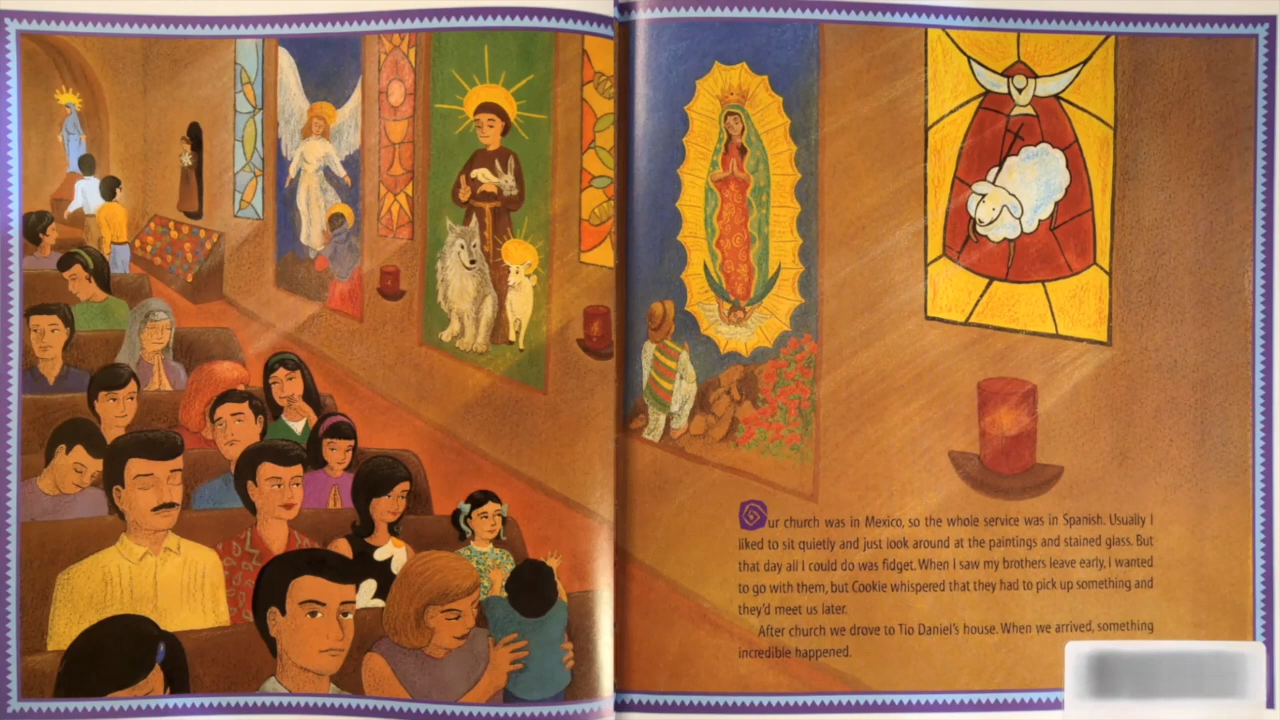 Our church was in Mexico, so the whole service was in Spanish. Usually I
liked to sit quietly and just look around at the paintings and stained glass. But
that day all I could do was fidget. When I saw my brothers leave early, I wanted
to go with them, but Cookie whispered that they had to pick up something and
they'd meet us later.
After church we drove to Tio Daniel's house. When we arrived, something
incredible happened.